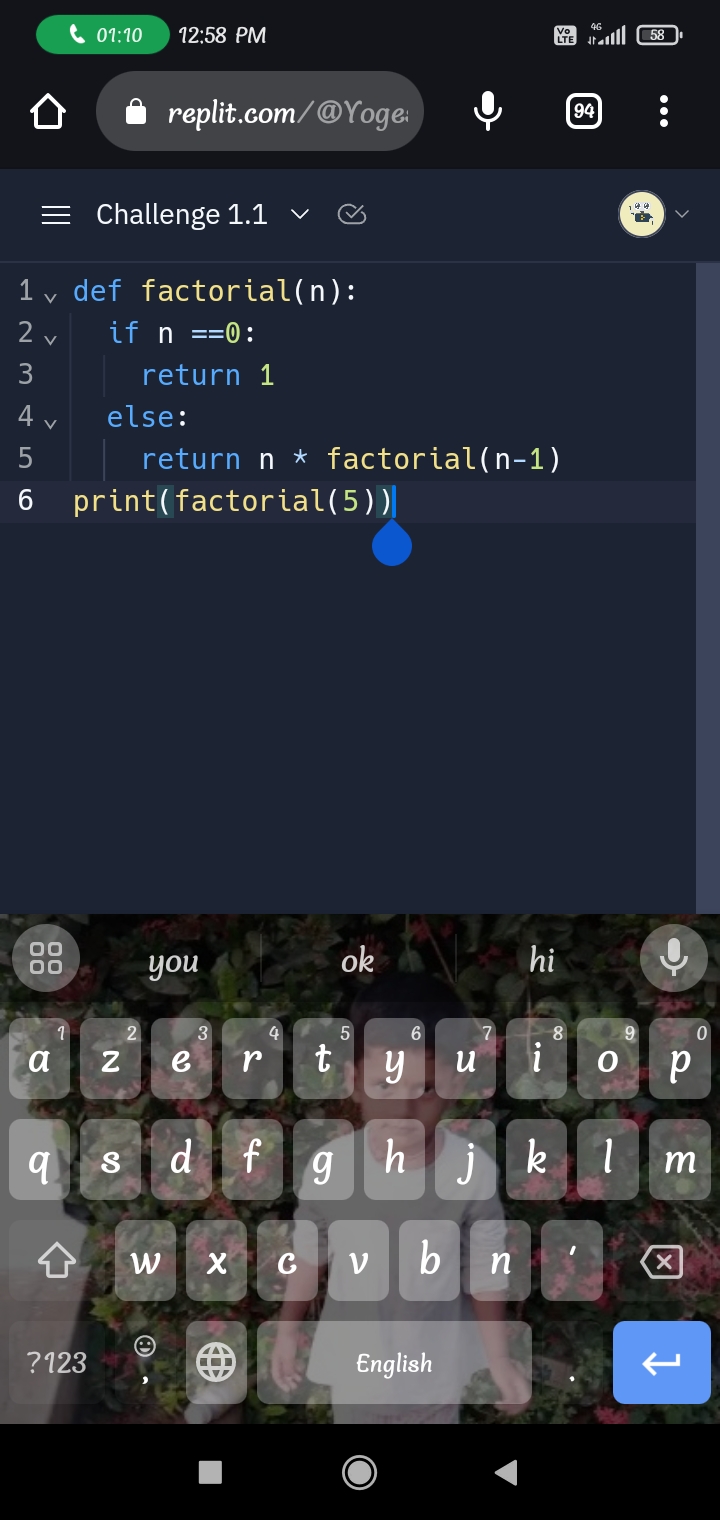 01:10 12:58 PM Vo LTE 4G 58
replit.com/@Yoge 94
Challenge 1.1
1 def factorial(n):
2 if n ==0:
3 return 1
4 else:
5 return n * factorial(n-1)
6 print(factorial(5))
you ok hi
a 1 z 2 e 3 r 4 t 5 y 6 u 7 i 8 o 9 p 0
q s d f g h j k l m
w x c v b n '
?123 , English .